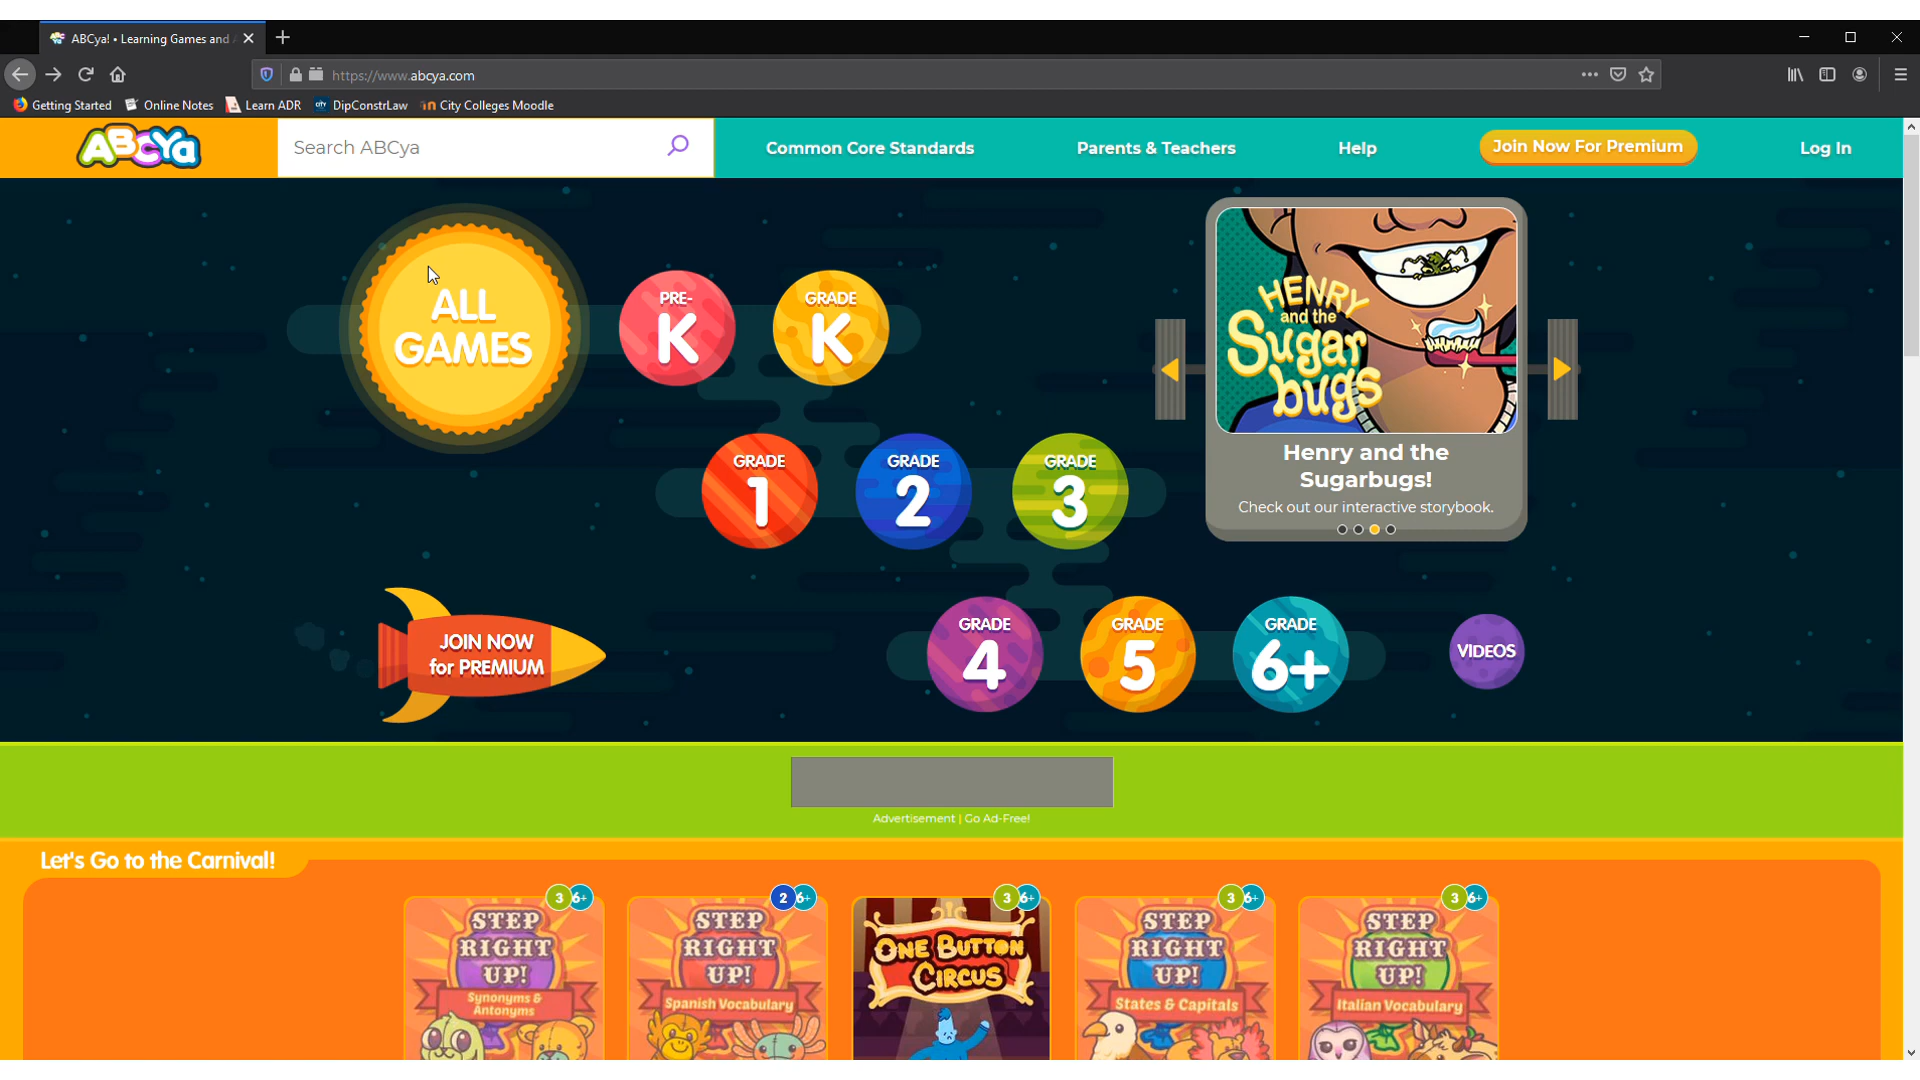 ABCya! • Learning Games and
https://www.abcya.com
Getting Started Online Notes Learn ADR DipConstrLaw City Colleges Moodle
ABCYa Search ABCya Common Core Standards Parents & Teachers Help Join Now For Premium Log In
ALL
GAMES
PRE-
K
GRADE
K
HENRY
and the
Sugar
bugs
Henry and the
Sugarbugs!
Check out our interactive storybook.
GRADE
1
GRADE
2
GRADE
3
JOIN NOW
for PREMIUM
GRADE
4
GRADE
5
GRADE
6+
VIDEOS
Advertisement | Go Ad-Free!
Let's Go to the Carnival!
3 6+
STEP
RIGHT
UP!
Synonyms &
Antonyms
2 6+
STEP
RIGHT
UP!
Spanish Vocabulary
3 6+
ONE BUTTON
CIRCUS
3 6+
STEP
RIGHT
UP!
States & Capitals
3 6+
STEP
RIGHT
UP!
Italian Vocabulary